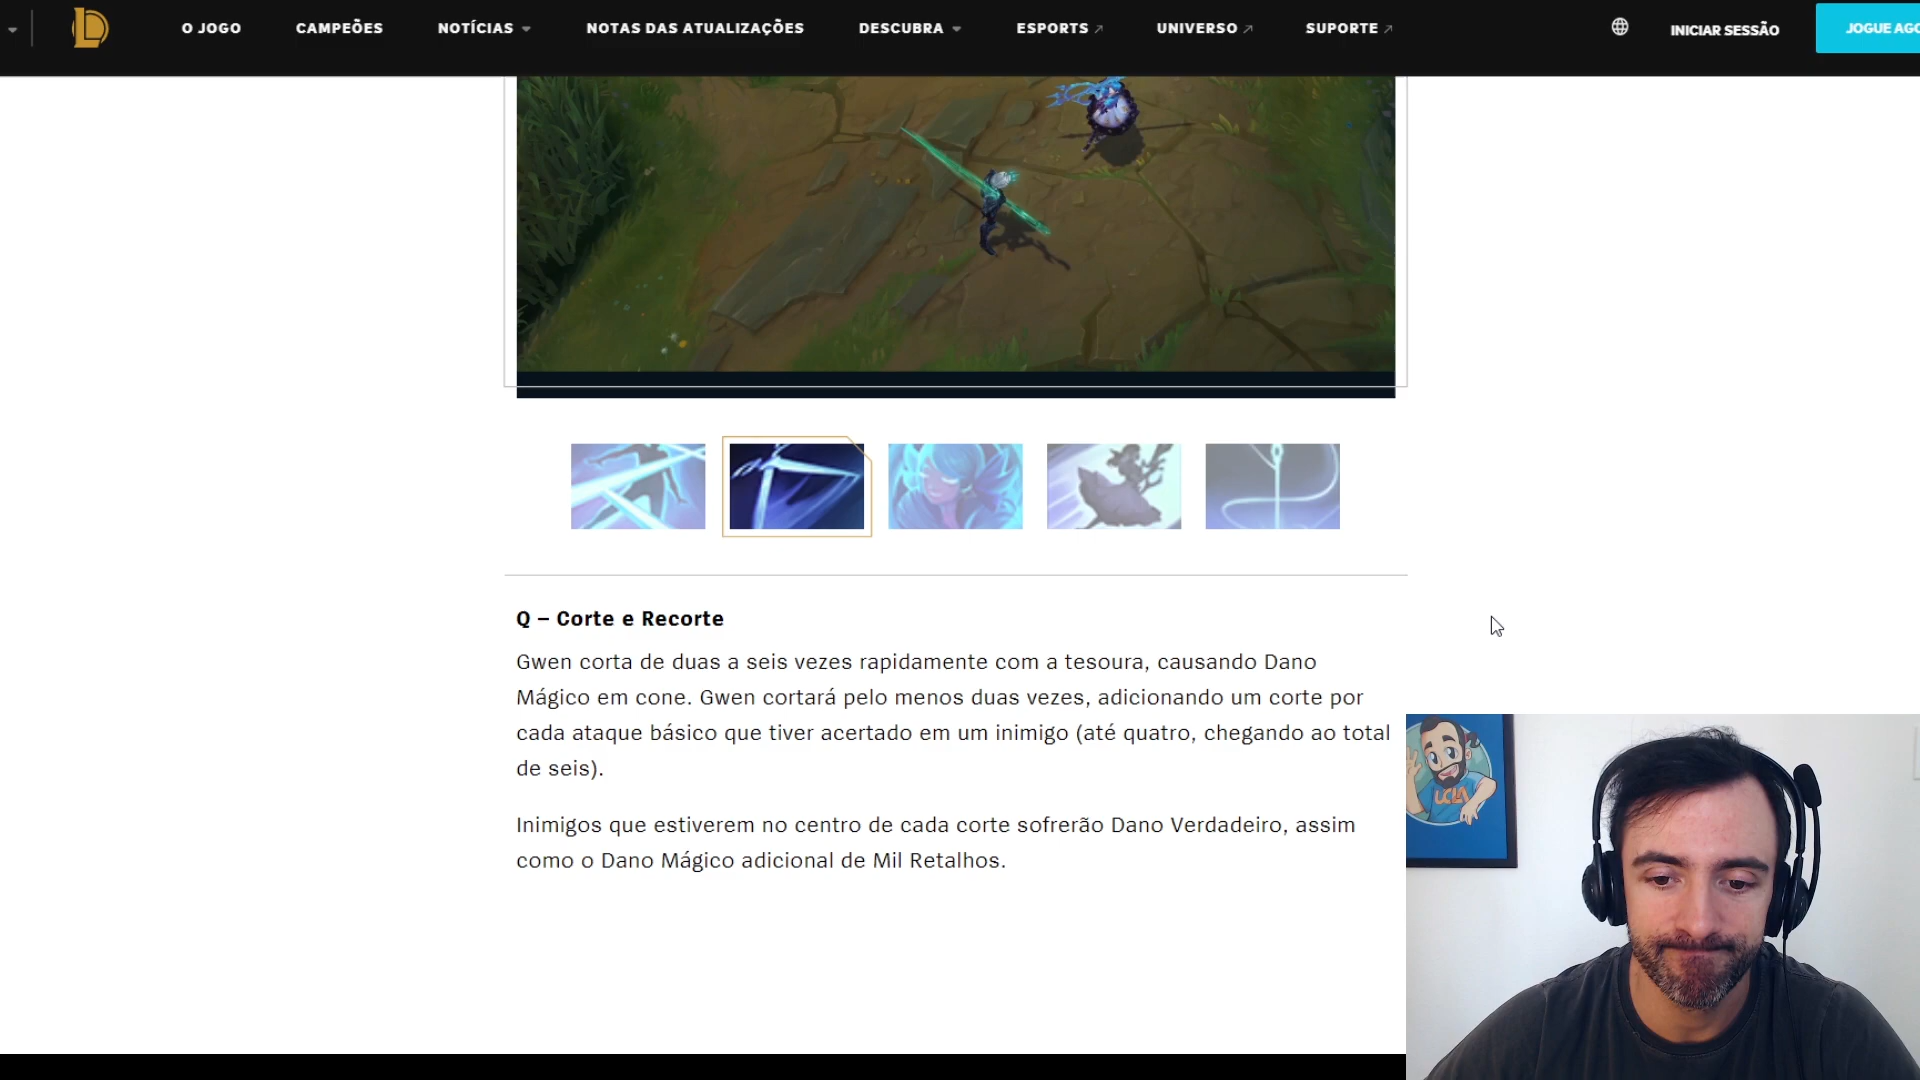 O JOGO
CAMPEÕES
NOTÍCIAS
NOTAS DAS ATUALIZAÇÕES
DESCUBRA
ESPORTS
UNIVERSO
SUPORTE
INICIAR SESSÃO
JOGUE AGO
Q – Corte e Recorte
Gwen corta de duas a seis vezes rapidamente com a tesoura, causando Dano
Mágico em cone. Gwen cortará pelo menos duas vezes, adicionando um corte por
cada ataque básico que tiver acertado em um inimigo (até quatro, chegando ao total
de seis).
Inimigos que estiverem no centro de cada corte sofrerão Dano Verdadeiro, assim
como o Dano Mágico adicional de Mil Retalhos.
UCLA